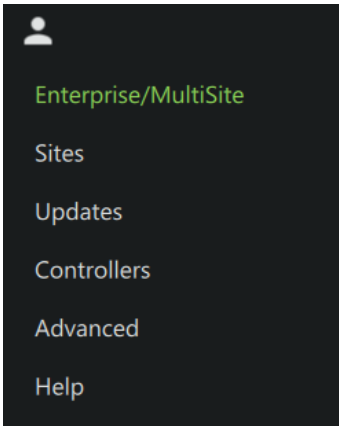 Enterprise/MultiSite
Sites
Updates
Controllers
Advanced
Help